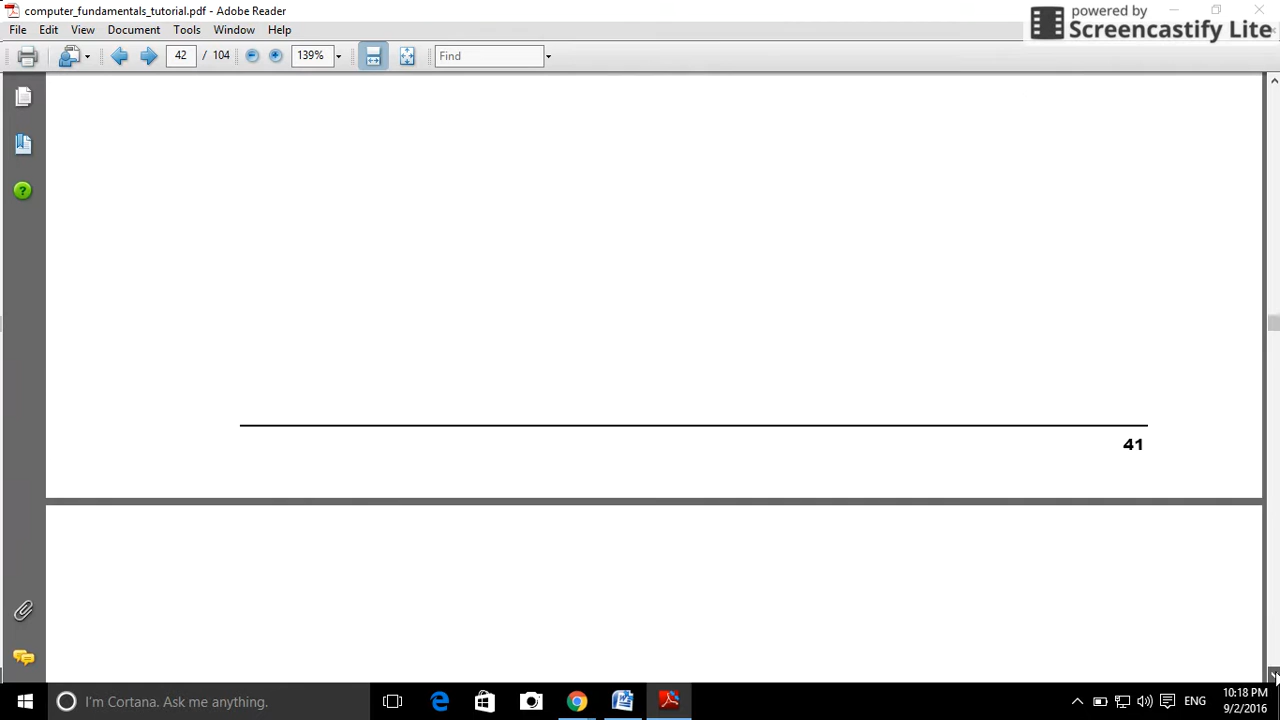 computer_fundamentals_tutorial.pdf - Adobe Reader
powered by
Screencastify Lite
File Edit View Document Tools Window Help
42 / 104 139% Find
41
I'm Cortana. Ask me anything.
ENG
10:18 PM
9/2/2016